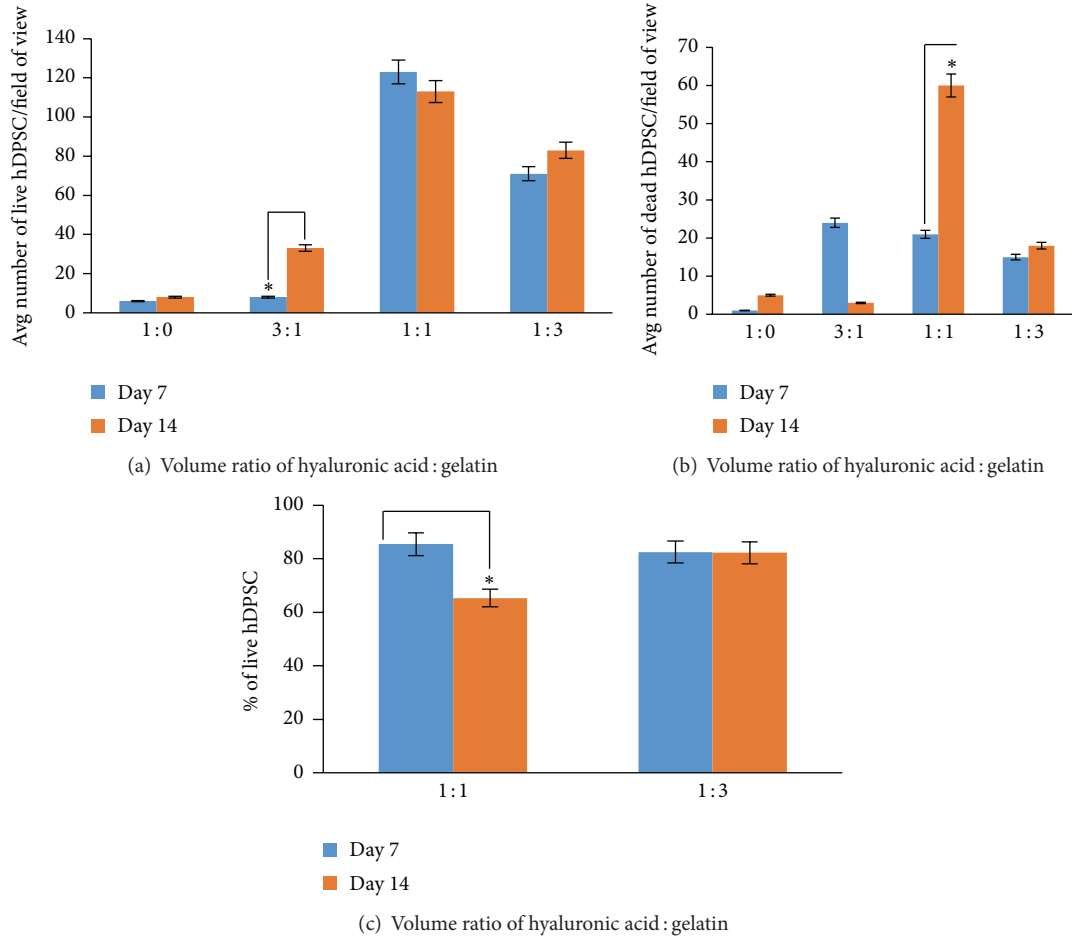 Avg number of live hDPSC/field of view
140
120
100
80
60
40
20
0
*
1 : 0
3 : 1
1 : 1
1 : 3
Day 7
Day 14
(a) Volume ratio of hyaluronic acid : gelatin
Avg number of dead hDPSC/field of view
70
60
50
40
30
20
10
0
*
1 : 0
3 : 1
1 : 1
1 : 3
Day 7
Day 14
(b) Volume ratio of hyaluronic acid : gelatin
% of live hDPSC
100
80
60
40
20
0
*
1 : 1
1 : 3
Day 7
Day 14
(c) Volume ratio of hyaluronic acid : gelatin